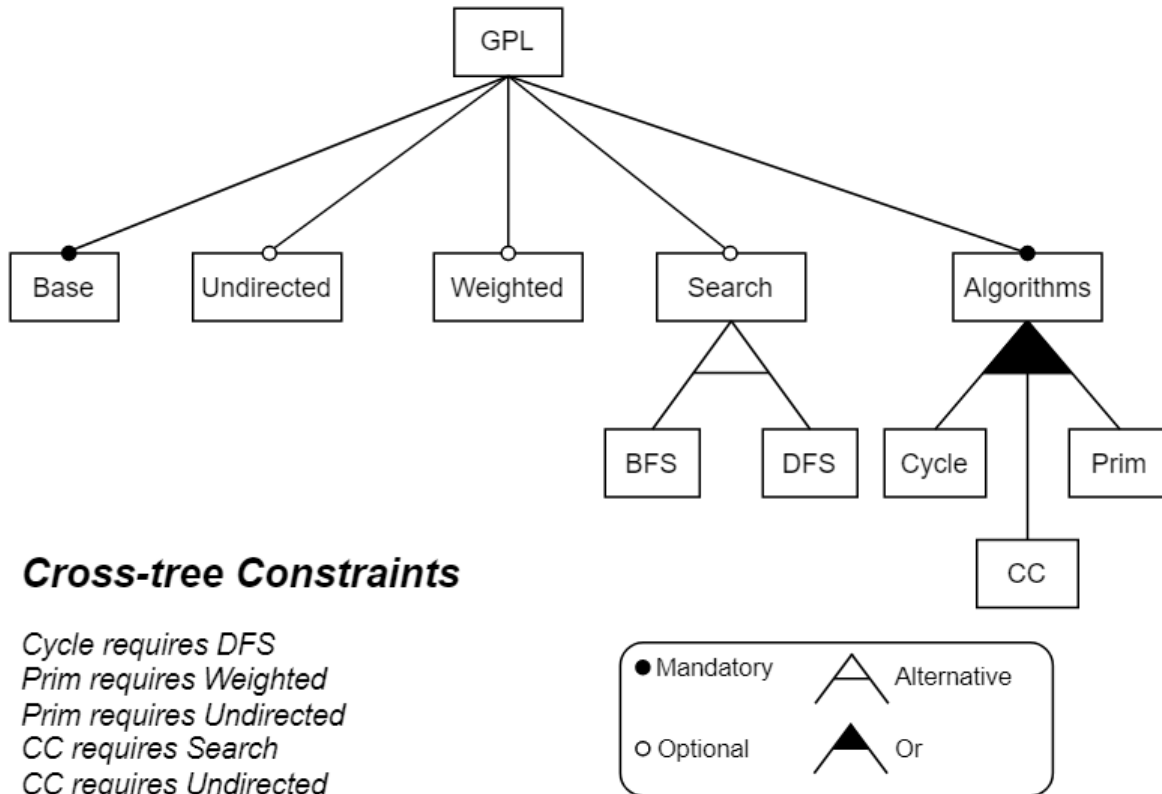 GPL
Base
Undirected
Weighted
Search
Algorithms
BFS
DFS
Cycle
Prim
CC
Cross-tree Constraints
Cycle requires DFS
Prim requires Weighted
Prim requires Undirected
CC requires Search
CC requires Undirected
Mandatory
Alternative
Optional
Or